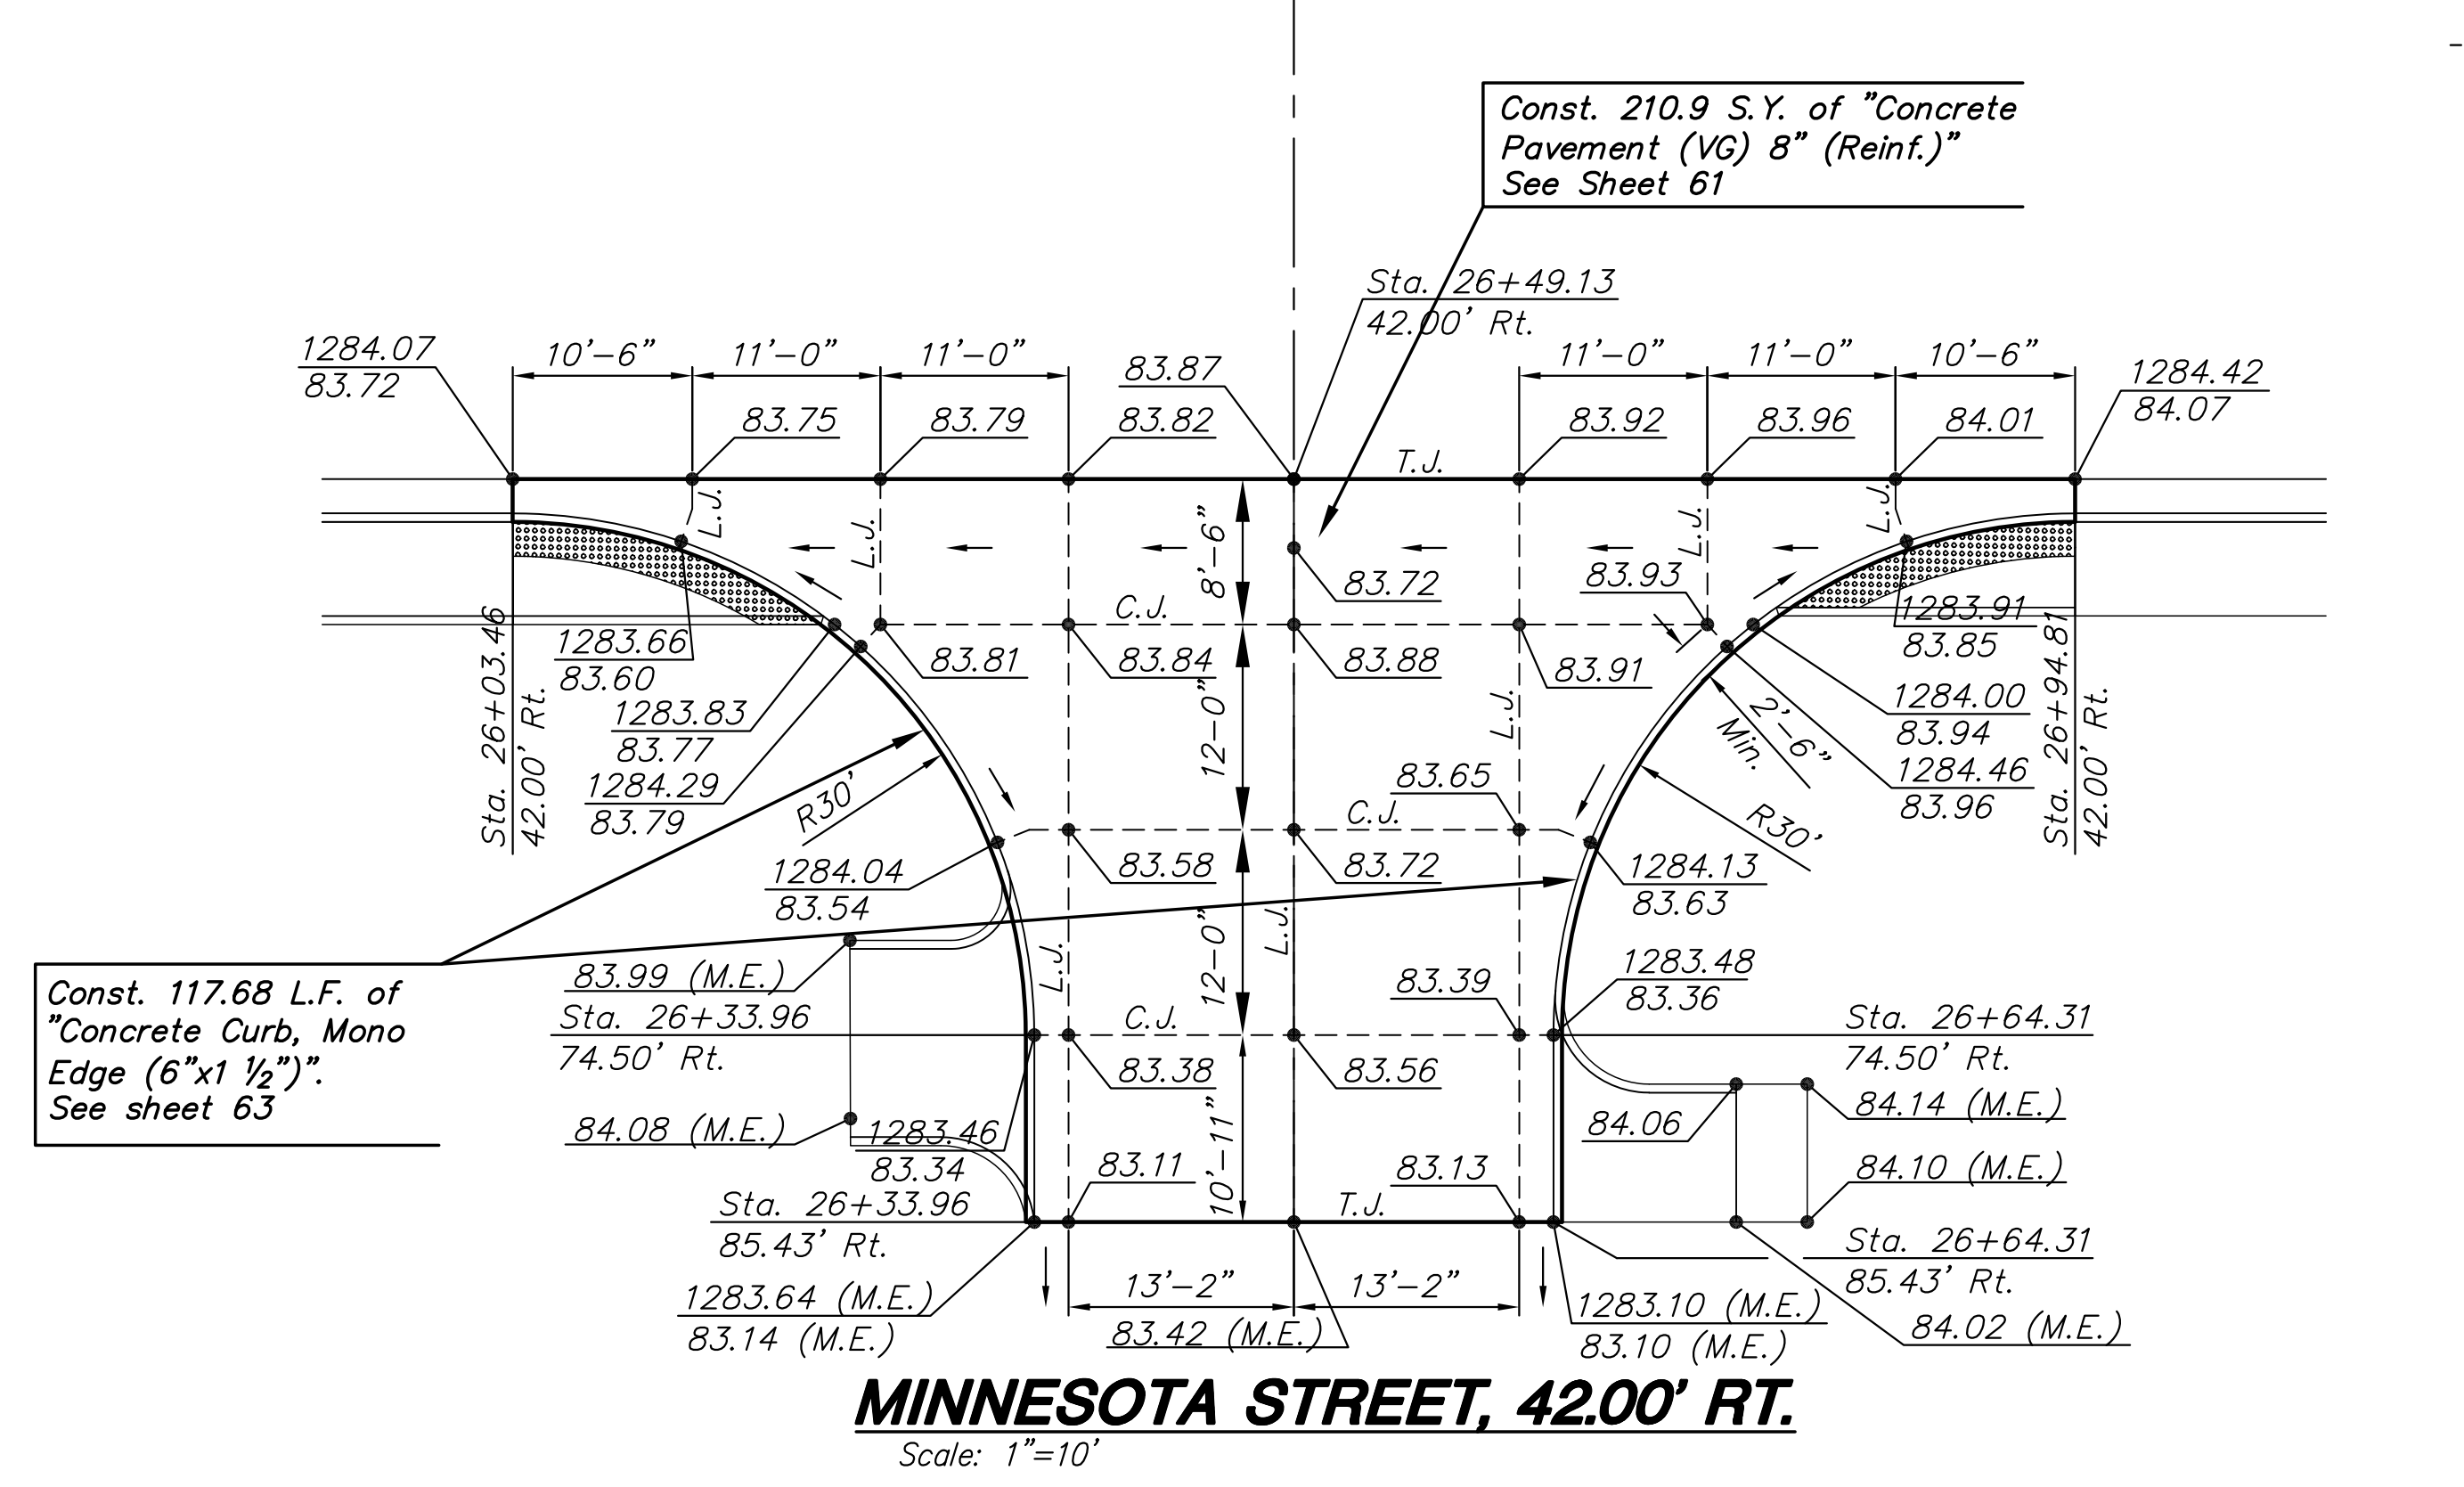 Const. 210.9 S.Y. of "Concrete
Pavement (VG) 8" (Reinf.)"
See Sheet 61
Sta. 26+49.13
42.00' Rt.
1284.07
83.72
10'-6"
11'-0"
11'-0"
83.87
11'-0"
11'-0"
10'-6"
1284.42
84.07
83.75
83.79
83.82
83.92
83.96
84.01
T.J.
L.J.
L.J.
L.J.
L.J.
8'-6"
83.72
83.93
C.J.
1283.91
83.85
Sta. 26+03.46
42.00' Rt.
1283.66
83.60
83.81
83.84
83.88
83.91
Sta. 26+94.81
42.00' Rt.
1283.83
83.77
12'-0"
L.J.
2'-6"
Min.
1284.00
83.94
1284.29
83.79
R30'
83.65
1284.46
83.96
C.J.
R30'
1284.04
83.54
83.58
83.72
1284.13
83.63
12'-0"
L.J.
L.J.
83.99 (M.E.)
83.39
1283.48
83.36
Const. 117.68 L.F. of
"Concrete Curb, Mono
Edge (6"x1 ½")".
See sheet 63
Sta. 26+33.96
74.50' Rt.
C.J.
Sta. 26+64.31
74.50' Rt.
83.38
83.56
84.08 (M.E.)
1283.46
83.34
10'-11"
84.06
84.14 (M.E.)
83.11
83.13
84.10 (M.E.)
Sta. 26+33.96
85.43' Rt.
T.J.
Sta. 26+64.31
85.43' Rt.
1283.64 (M.E.)
83.14 (M.E.)
13'-2"
13'-2"
83.42 (M.E.)
1283.10 (M.E.)
83.10 (M.E.)
84.02 (M.E.)
MINNESOTA STREET, 42.00' RT.
Scale: 1"=10'